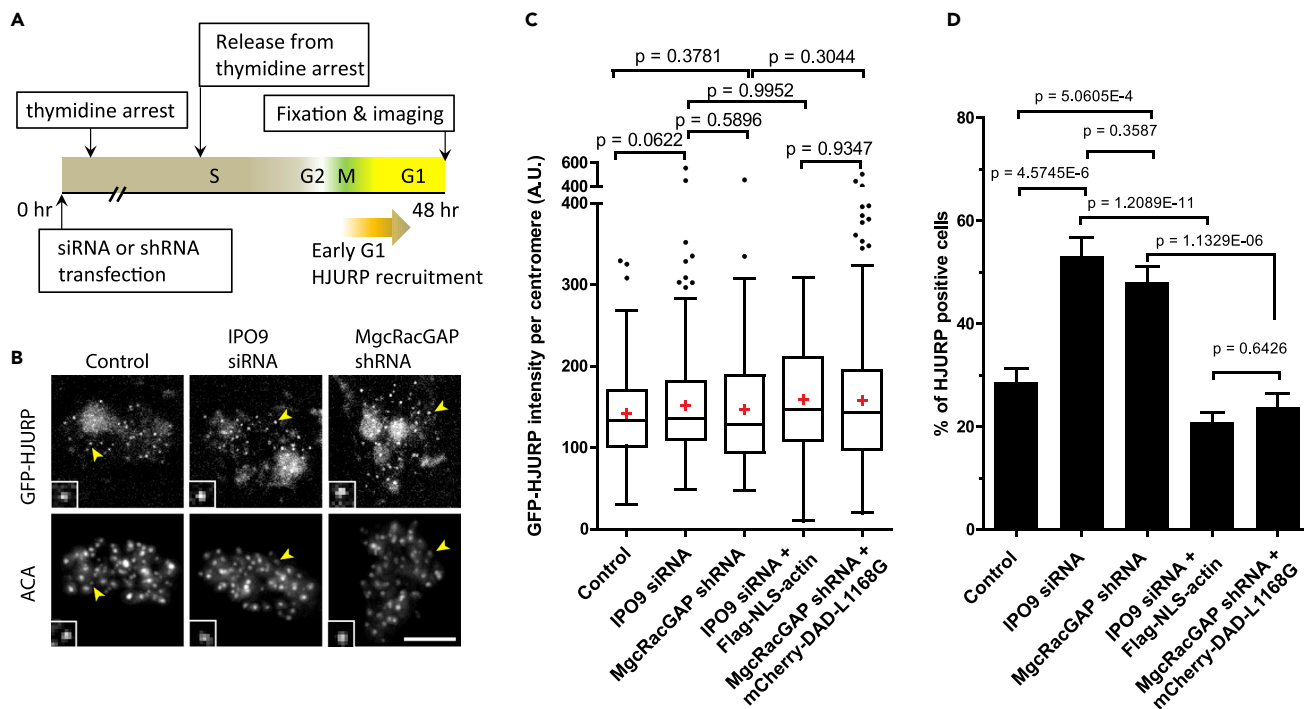 A
Release from
thymidine arrest
thymidine arrest
Fixation & imaging
S
G2
M
G1
0 hr
48 hr
siRNA or shRNA
transfection
Early G1
HJURP recruitment
B
Control
IPO9
siRNA
MgcRacGAP
shRNA
GFP-HJURP
ACA
C
p = 0.3781
p = 0.3044
p = 0.9952
p = 0.5896
p = 0.0622
p = 0.9347
GFP-HJURP intensity per centromere (A.U.)
600
400
400
300
200
100
0
Control
IPO9 siRNA
MgcRacGAP shRNA
IPO9 siRNA +
Flag-NLS-actin
MgcRacGAP shRNA +
mCherry-DAD-L1168G
D
p = 5.0605E-4
p = 0.3587
p = 4.5745E-6
p = 1.2089E-11
p = 1.1329E-06
p = 0.6426
% of HJURP positive cells
80
60
40
20
0
Control
IPO9 siRNA
MgcRacGAP shRNA
IPO9 siRNA +
Flag-NLS-actin
MgcRacGAP shRNA +
mCherry-DAD-L1168G